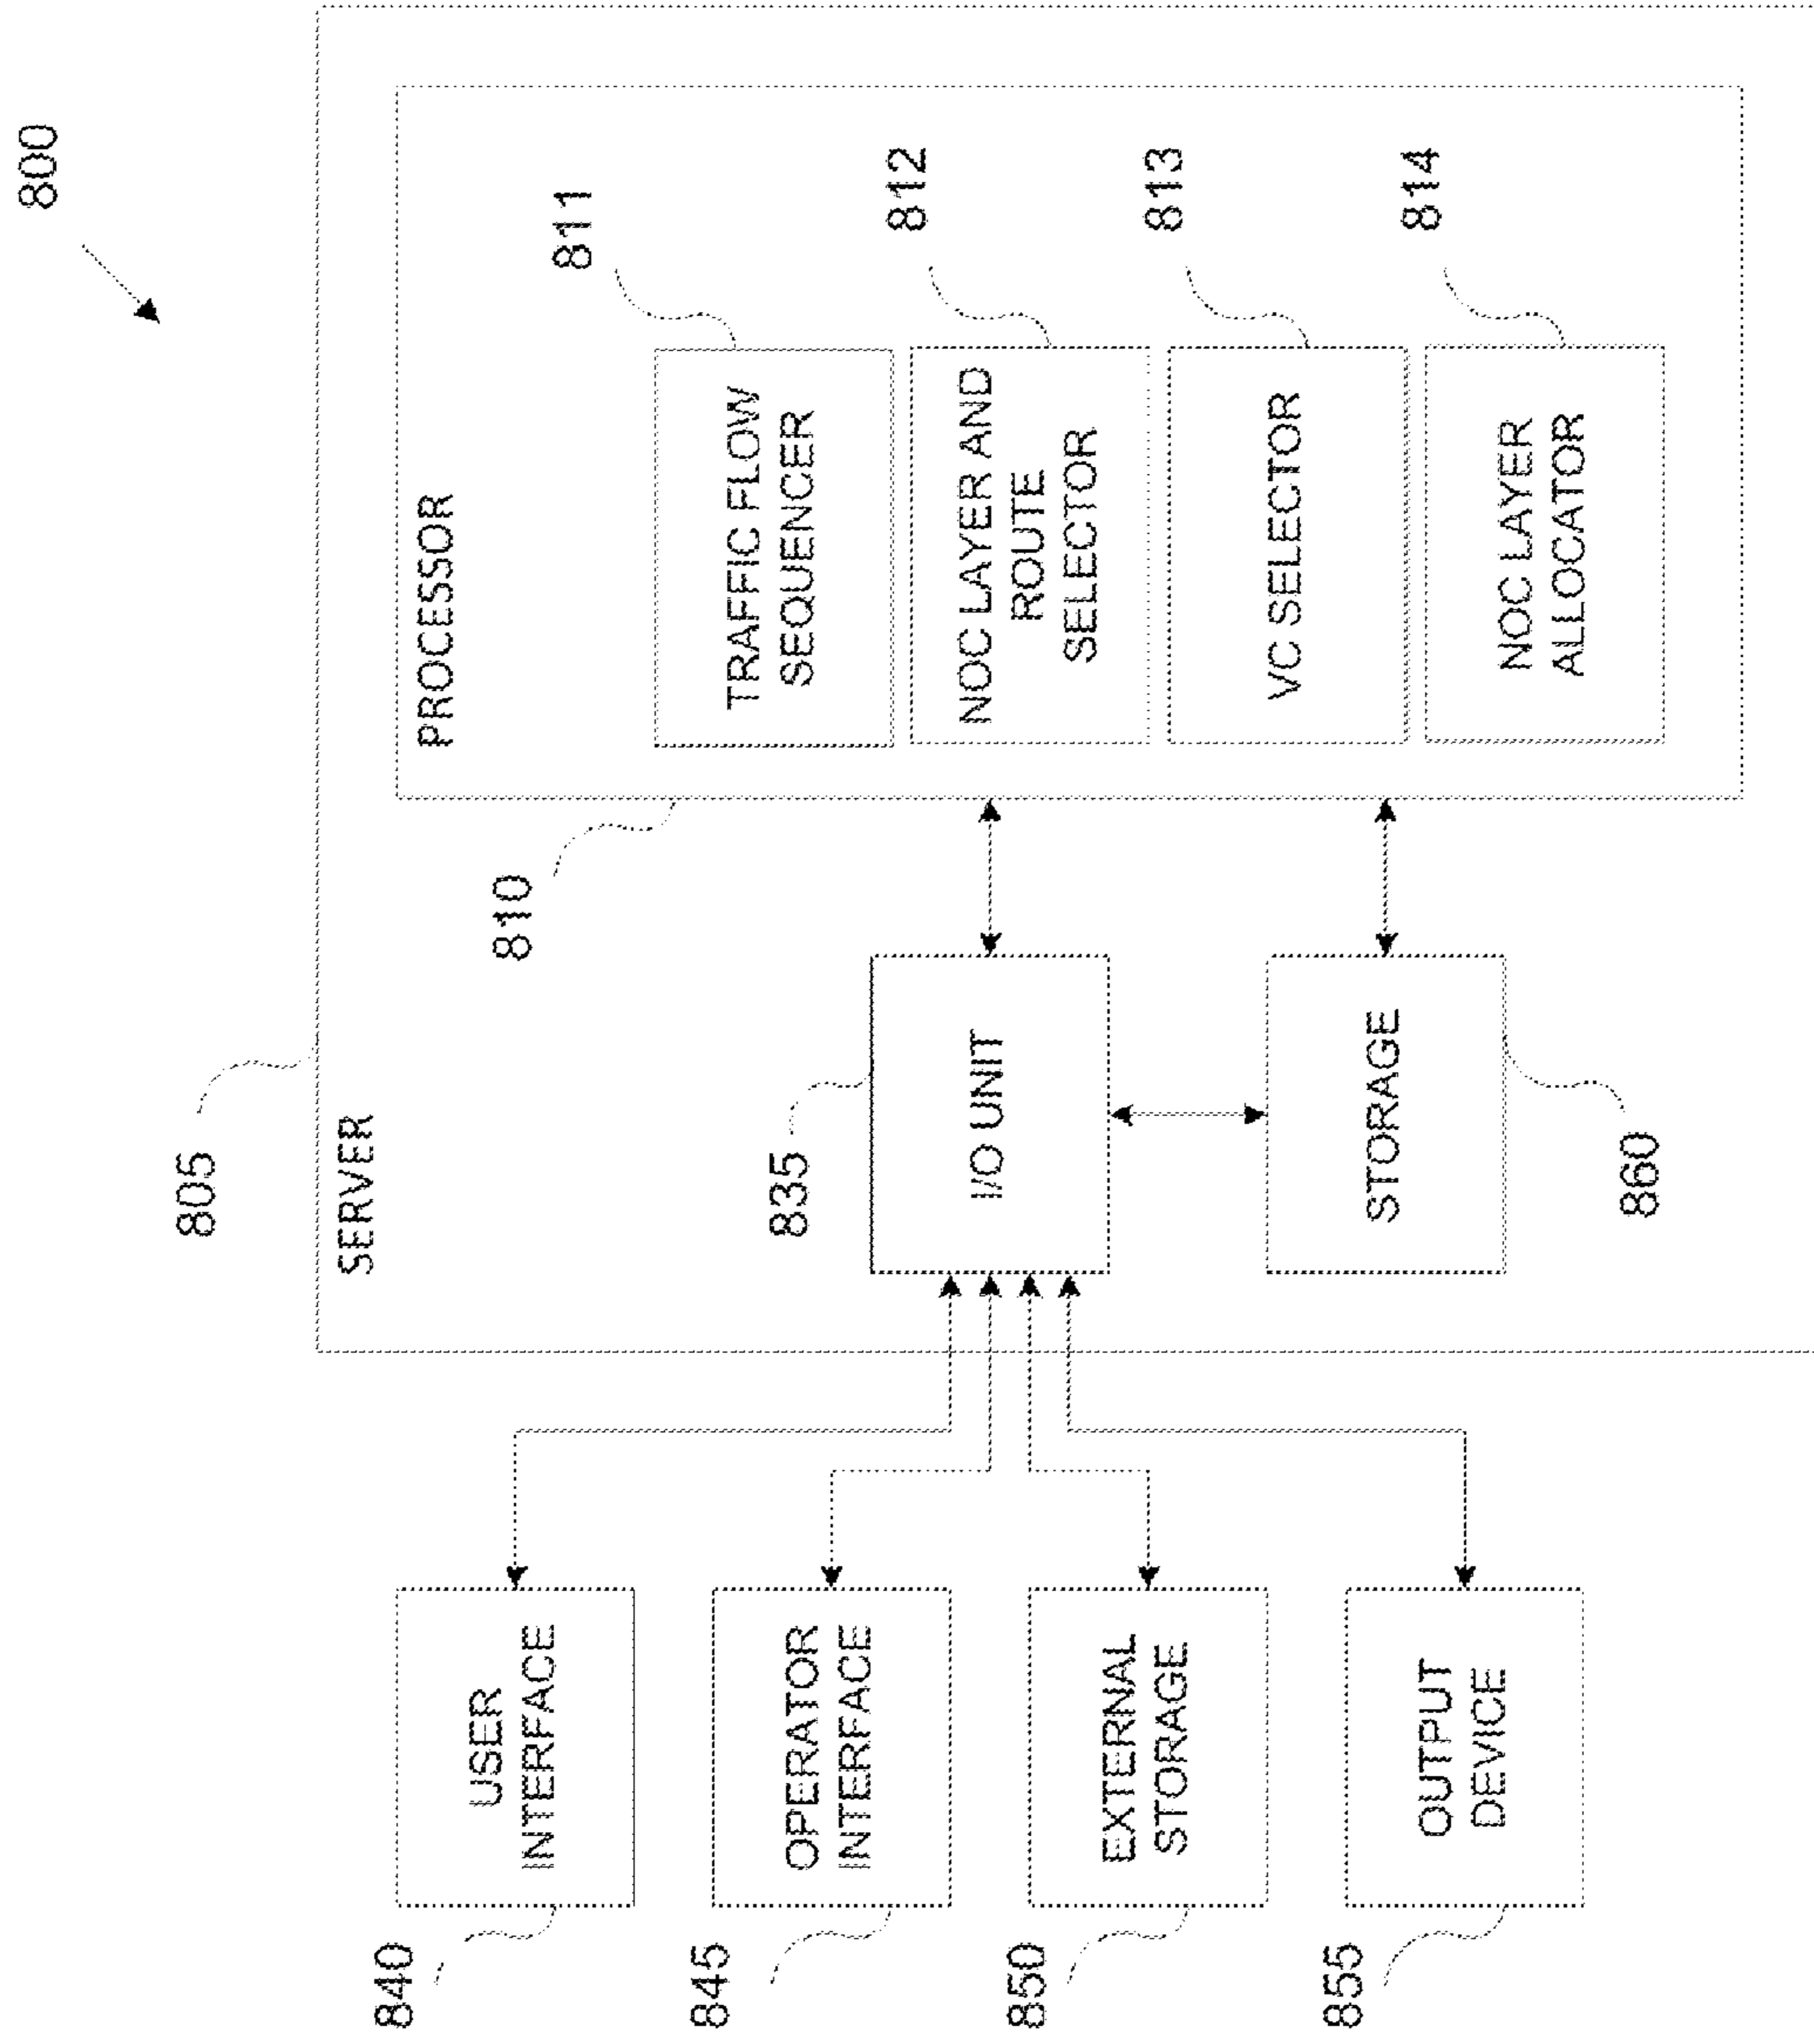 800
805
SERVER
PROCESSOR
810
811
TRAFFIC FLOW
SEQUENCER
812
NOC LAYER AND
ROUTE
SELECTOR
813
VC SELECTOR
814
NOC LAYER
ALLOCATOR
835
I/O UNIT
STORAGE
860
840
USER
INTERFACE
845
OPERATOR
INTERFACE
850
EXTERNAL
STORAGE
855
OUTPUT
DEVICE